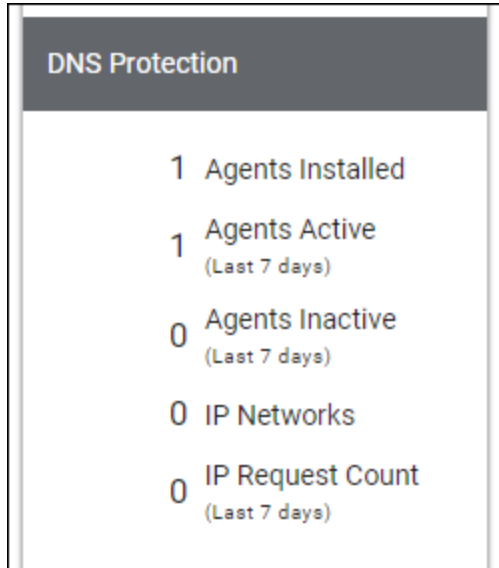 DNS Protection
1 Agents Installed
1 Agents Active
(Last 7 days)
0 Agents Inactive
(Last 7 days)
0 IP Networks
0 IP Request Count
(Last 7 days)